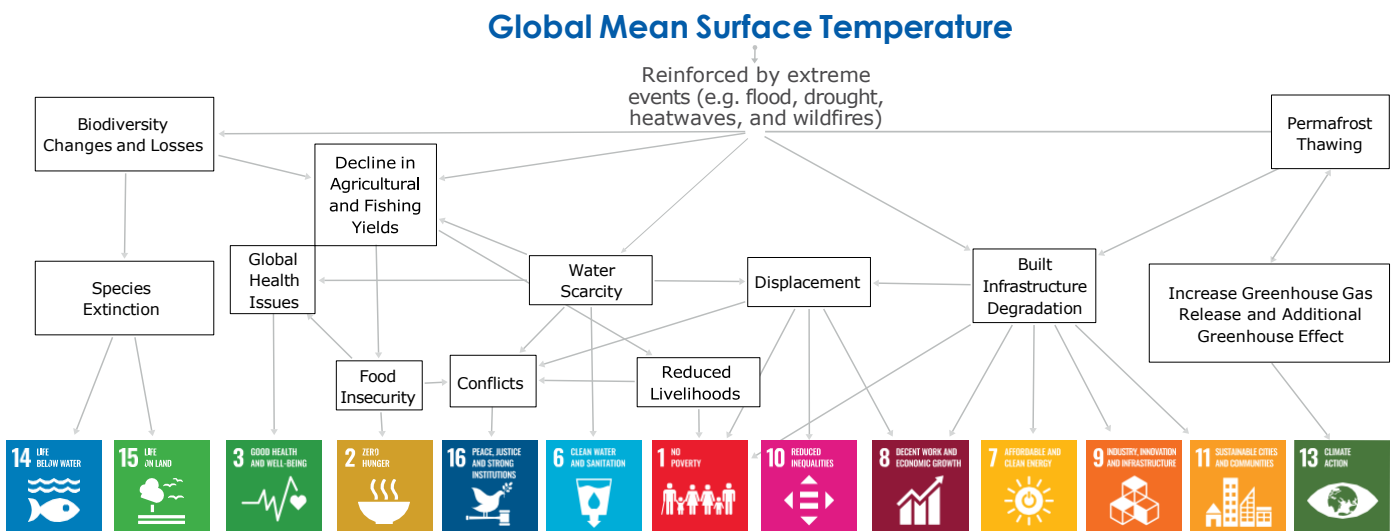 Global Mean Surface Temperature
Reinforced by extreme
events (e.g. flood, drought,
heatwaves, and wildfires)
Biodiversity
Changes and Losses
Permafrost
Thawing
Decline in
Agricultural
and Fishing
Yields
Global
Health
Issues
Water
Scarcity
Displacement
Built
Infrastructure
Degradation
Species
Extinction
Increase Greenhouse Gas
Release and Additional
Greenhouse Effect
Food
Insecurity
Conflicts
Reduced
Livelihoods
14 LIFE
BELOW WATER
15 LIFE
ON LAND
3 GOOD HEALTH
AND WELL-BEING
2 ZERO
HUNGER
16 PEACE, JUSTICE
AND STRONG
INSTITUTIONS
6 CLEAN WATER
AND SANITATION
1 NO
POVERTY
10 REDUCED
INEQUALITIES
8 DECENT WORK AND
ECONOMIC GROWTH
7 AFFORDABLE AND
CLEAN ENERGY
9 INDUSTRY, INNOVATION
AND INFRASTRUCTURE
11 SUSTAINABLE CITIES
AND COMMUNITIES
13 CLIMATE
ACTION